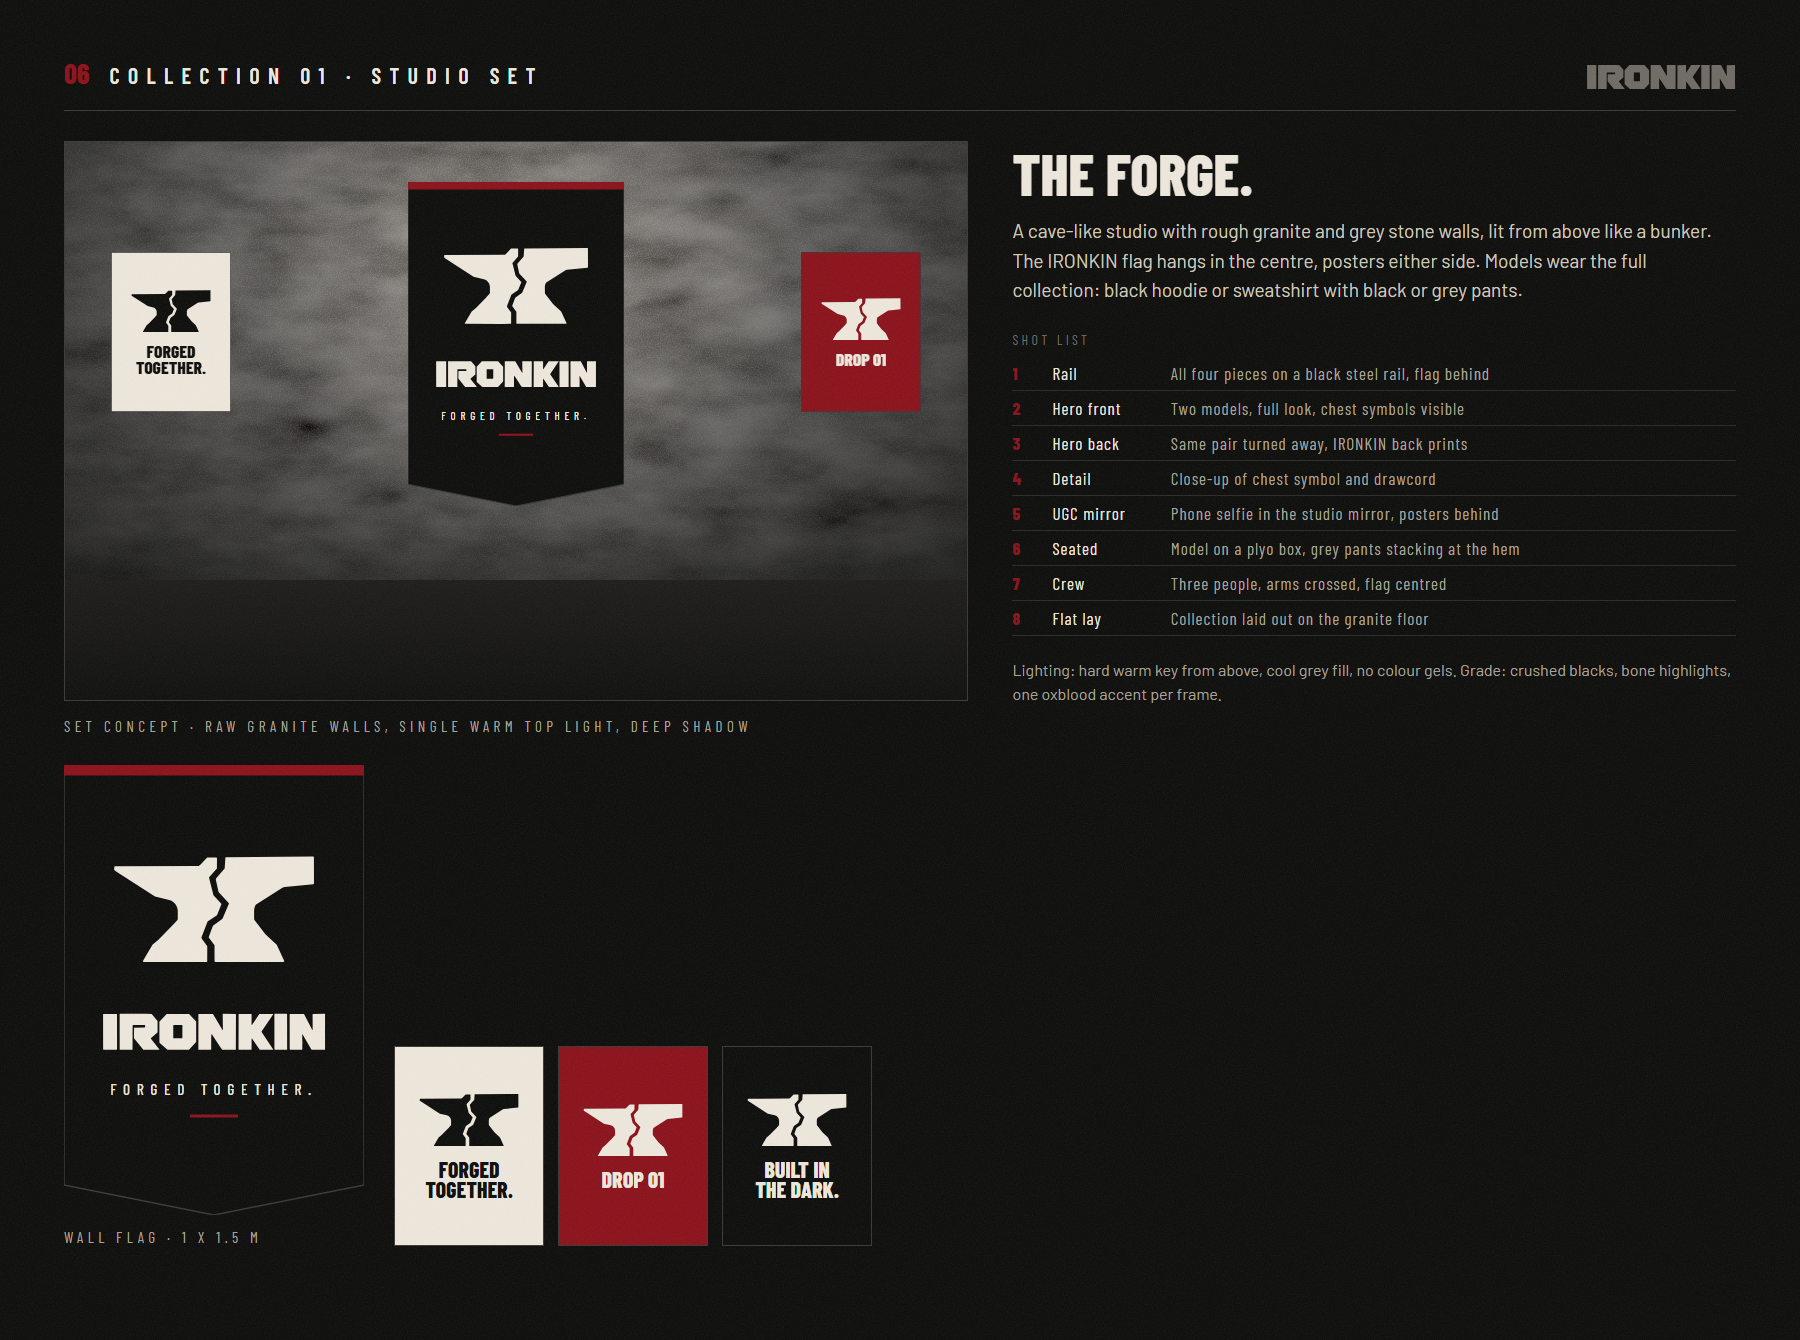 06 COLLECTION 01 · STUDIO SET
IRONKIN
FORGED
TOGETHER.
IRONKIN
FORGED TOGETHER.
DROP 01
SET CONCEPT · RAW GRANITE WALLS, SINGLE WARM TOP LIGHT, DEEP SHADOW
THE FORGE.
A cave-like studio with rough granite and grey stone walls, lit from above like a bunker.
The IRONKIN flag hangs in the centre, posters either side. Models wear the full
collection: black hoodie or sweatshirt with black or grey pants.
SHOT LIST
1 Rail All four pieces on a black steel rail, flag behind
2 Hero front Two models, full look, chest symbols visible
3 Hero back Same pair turned away, IRONKIN back prints
4 Detail Close-up of chest symbol and drawcord
5 UGC mirror Phone selfie in the studio mirror, posters behind
6 Seated Model on a plyo box, grey pants stacking at the hem
7 Crew Three people, arms crossed, flag centred
8 Flat lay Collection laid out on the granite floor
Lighting: hard warm key from above, cool grey fill, no colour gels. Grade: crushed blacks, bone highlights,
one oxblood accent per frame.
IRONKIN
FORGED TOGETHER.
WALL FLAG · 1 X 1.5 M
FORGED
TOGETHER.
DROP 01
BUILT IN
THE DARK.